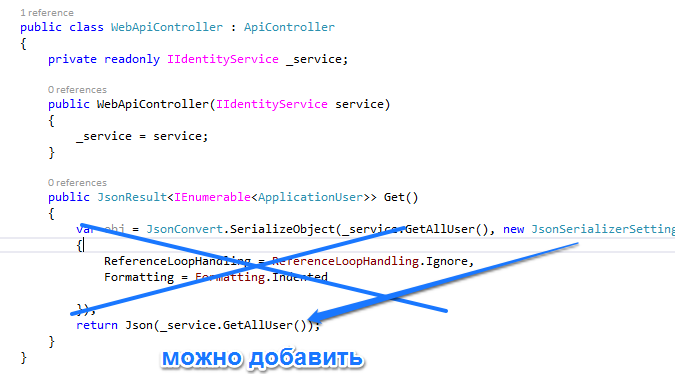 1 reference
public class WebApiController : ApiController
{
private readonly IIdentityService _service;
0 references
public WebApiController(IIdentityService service)
{
_service = service;
}
0 references
public JsonResult<IEnumerable<ApplicationUser>> Get()
{
var obj = JsonConvert.SerializeObject(_service.GetAllUser(), new JsonSerializerSetting
{
ReferenceLoopHandling = ReferenceLoopHandling.Ignore,
Formatting = Formatting.Indented
});
return Json(_service.GetAllUser());
}
}
можно добавить